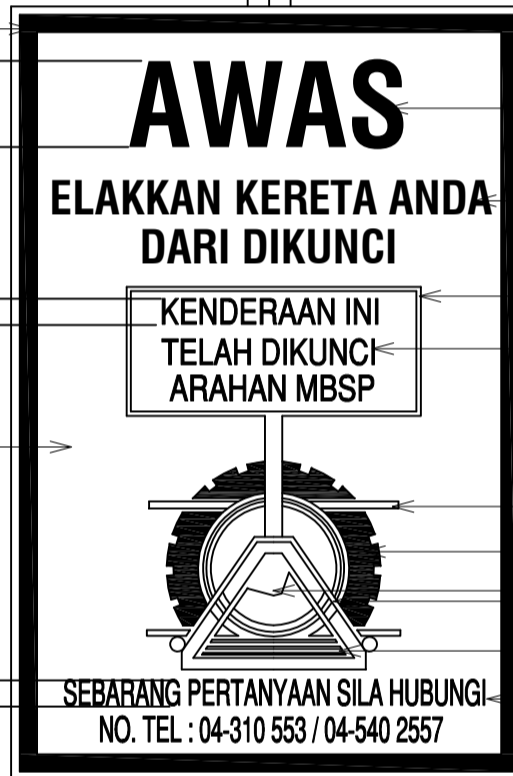 AWAS
ELAKKAN KERETA ANDA
DARI DIKUNCI
KENDERAAN INI
TELAH DIKUNCI
ARAHAN MBSP
SEBARANG PERTANYAAN SILA HUBUNGI
NO. TEL : 04-310 553 / 04-540 2557